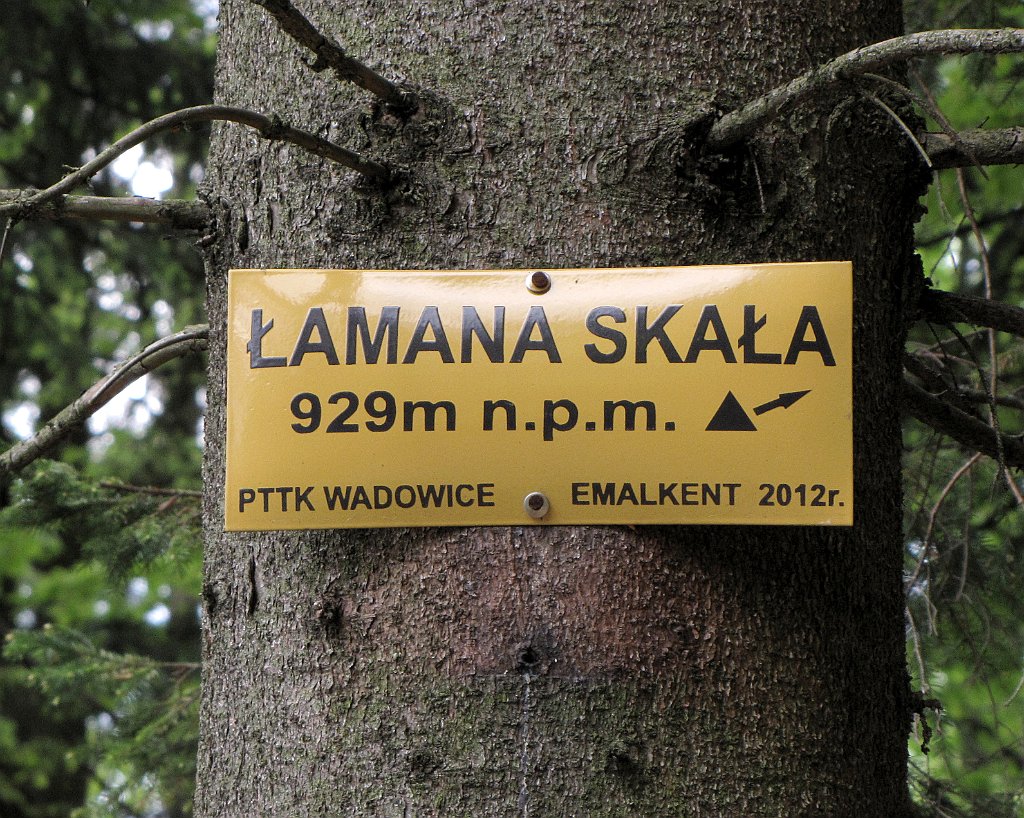 ŁAMANA SKAŁA
929m n.p.m.
PTTK WADOWICE EMALKENT 2012r.